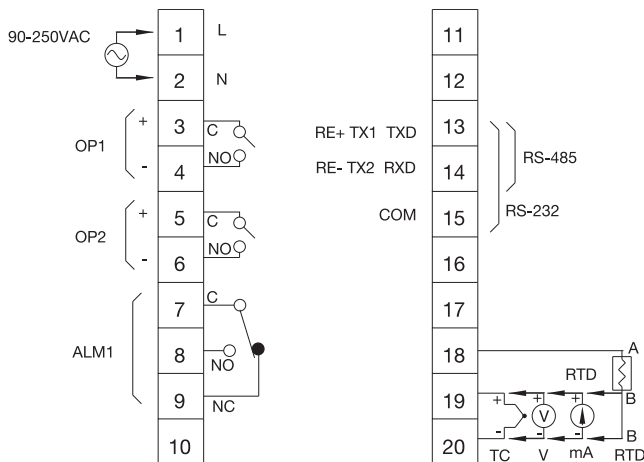 90-250VAC
1 L
2 N
OP1
+ 3 C
- 4 NO
OP2
+ 5 C
- 6 NO
ALM1
7 C
8 NO
9 NC
10
11
12
RE+ TX1 TXD 13
RE- TX2 RXD 14
RS-485
COM 15
RS-232
16
17
18 A
RTD
19 + V + + B
20 - - - B
TC V mA RTD